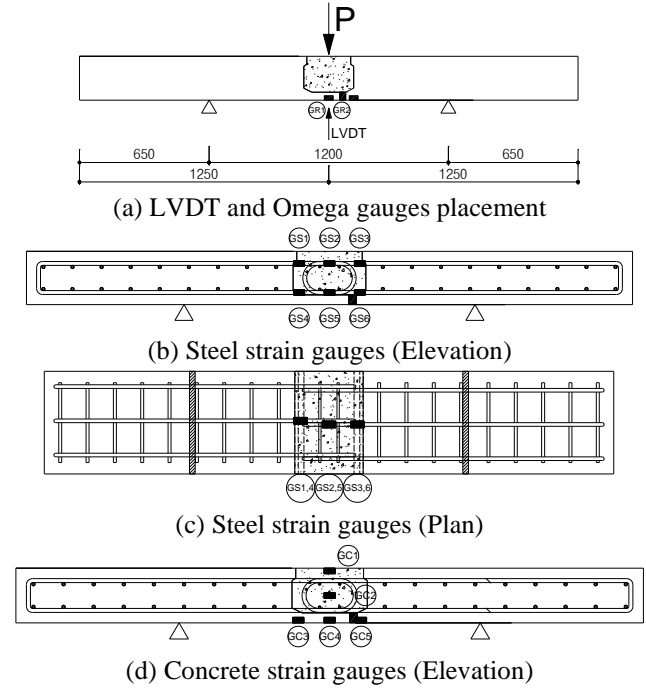 P
GR1 GR2
LVDT
650 1200 650
1250 1250
(a) LVDT and Omega gauges placement
GS1 GS2 GS3
GS4 GS5 GS6
(b) Steel strain gauges (Elevation)
GS1,4 GS2,5 GS3,6
(c) Steel strain gauges (Plan)
GC1
GC2
GC3 GC4 GC5
(d) Concrete strain gauges (Elevation)